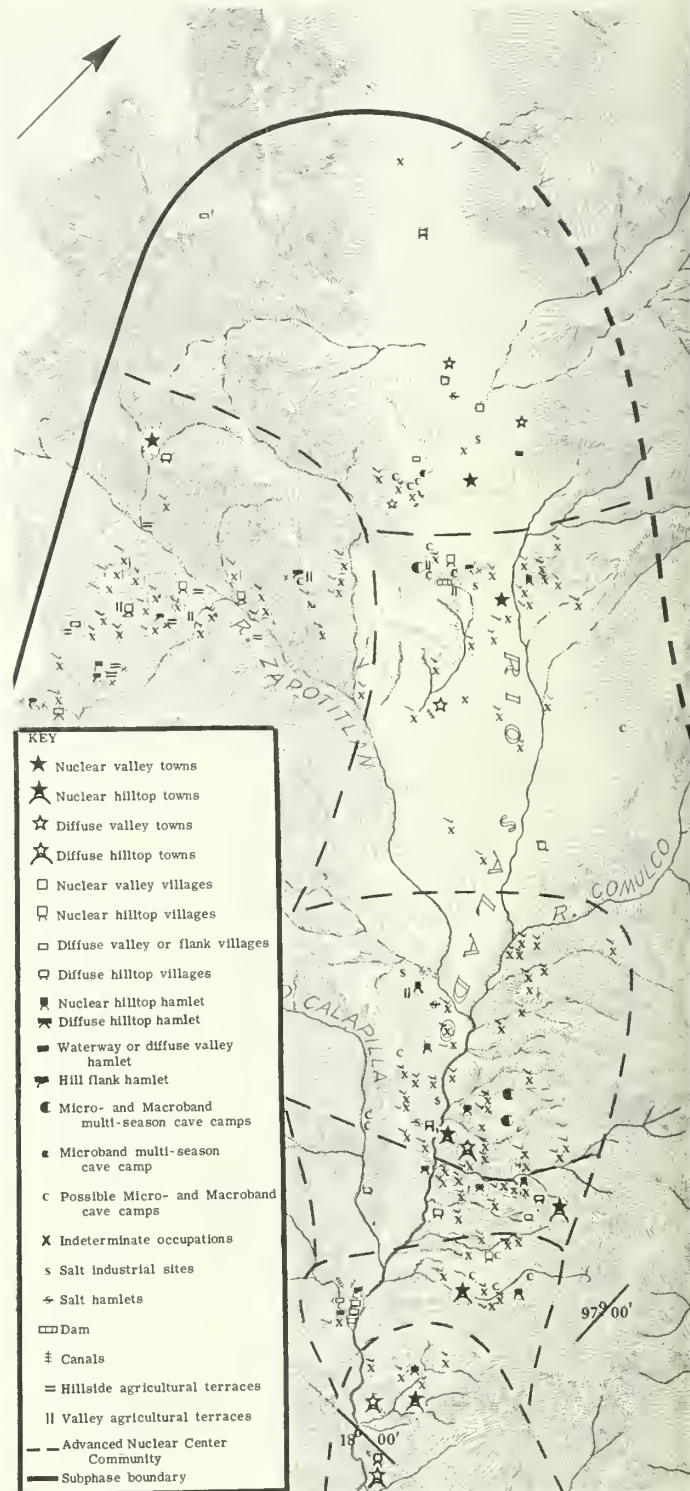 R. ZAPOTITLAN
RIO SALADO
R. COMULCO
CALAPILLA
97° 00'
18° 00'
KEY
Nuclear valley towns
Nuclear hilltop towns
Diffuse valley towns
Diffuse hilltop towns
Nuclear valley villages
Nuclear hilltop villages
Diffuse valley or flank villages
Diffuse hilltop villages
Nuclear hilltop hamlet
Diffuse hilltop hamlet
Waterway or diffuse valley
hamlet
Hill flank hamlet
Micro- and Macroband
multi-season cave camps
Microband multi-season
cave camp
c Possible Micro- and Macroband
cave camps
X Indeterminate occupations
s Salt industrial sites
Salt hamlets
Dam
Canals
Hillside agricultural terraces
Valley agricultural terraces
Advanced Nuclear Center
Community
Subphase boundary